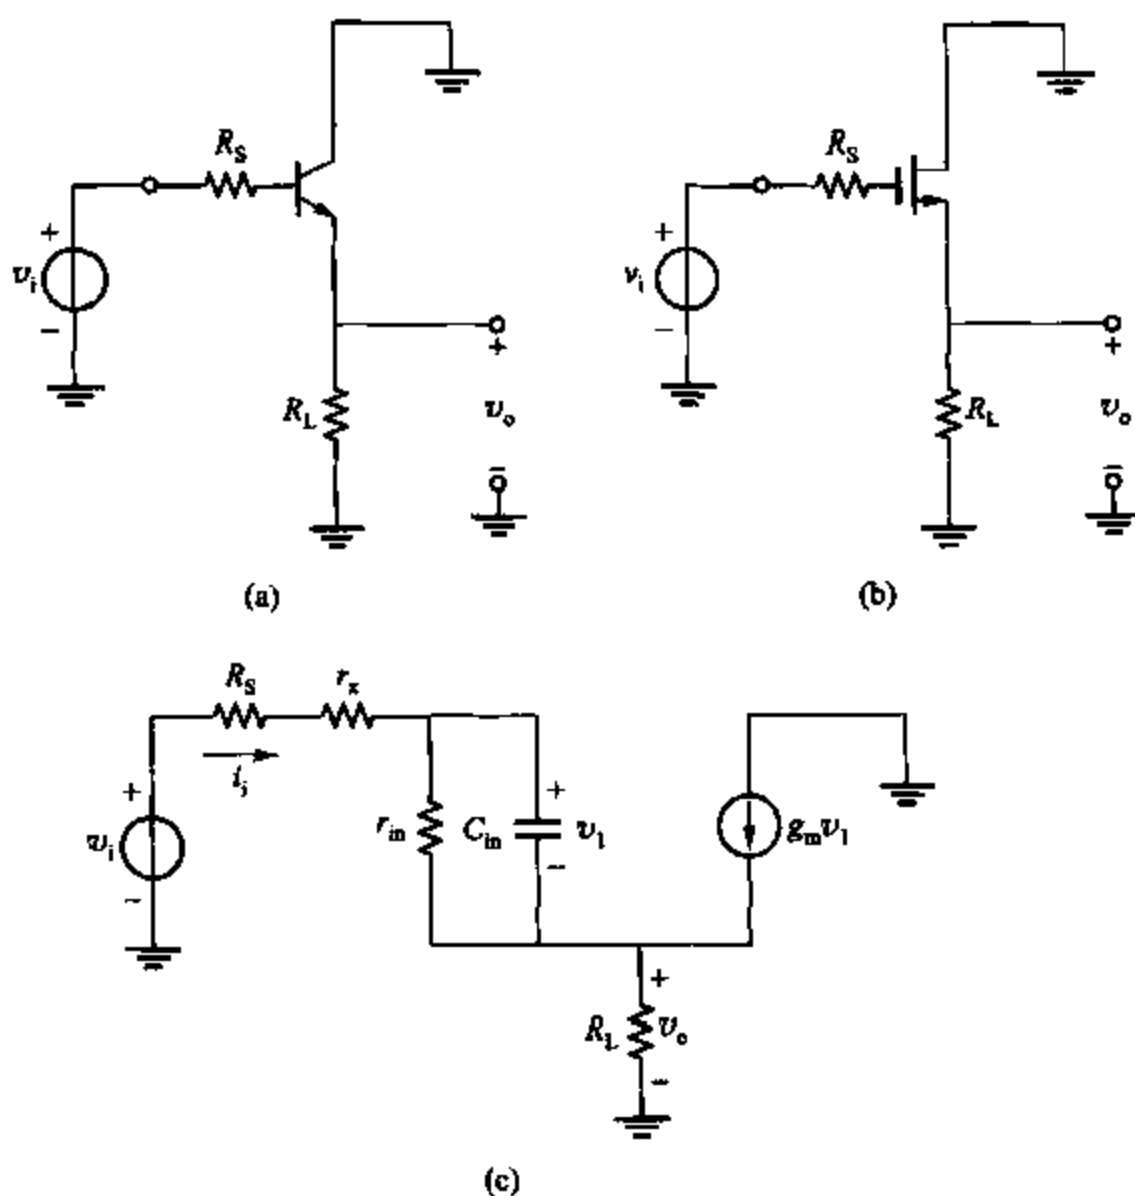 R_S
+
v_i
−
R_L
+
v_o
−
(a)
R_S
+
v_i
−
R_L
+
v_o
−
(b)
R_S
r_x
i_i
+
v_i
−
r_in
C_in
+
v_1
−
g_m v_1
R_L
+
v_o
−
(c)